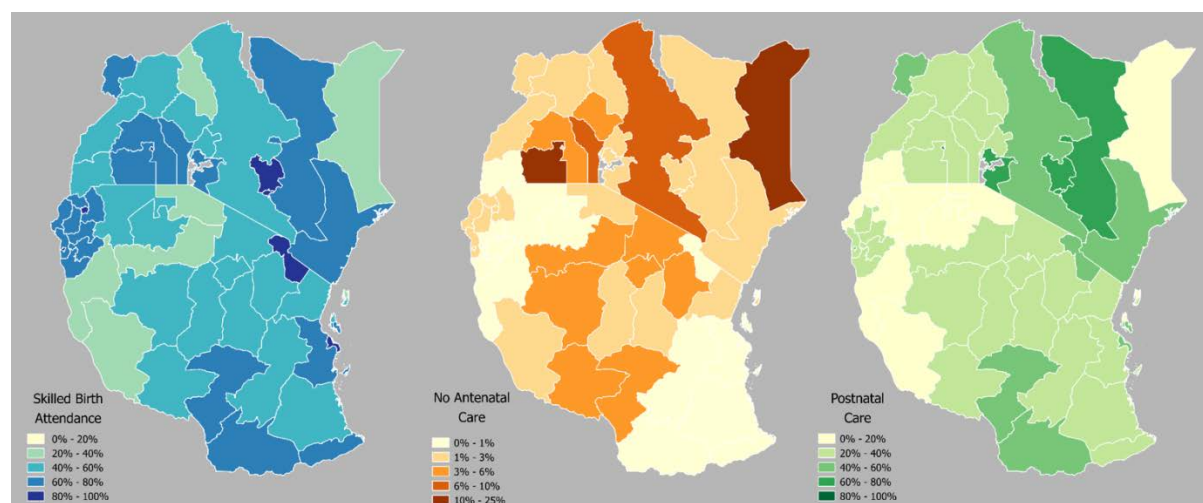 Skilled Birth
Attendance
0% - 20%
20% - 40%
40% - 60%
60% - 80%
80% - 100%
No Antenatal
Care
0% - 1%
1% - 3%
3% - 6%
6% - 10%
10% - 25%
Postnatal
Care
0% - 20%
20% - 40%
40% - 60%
60% - 80%
80% - 100%